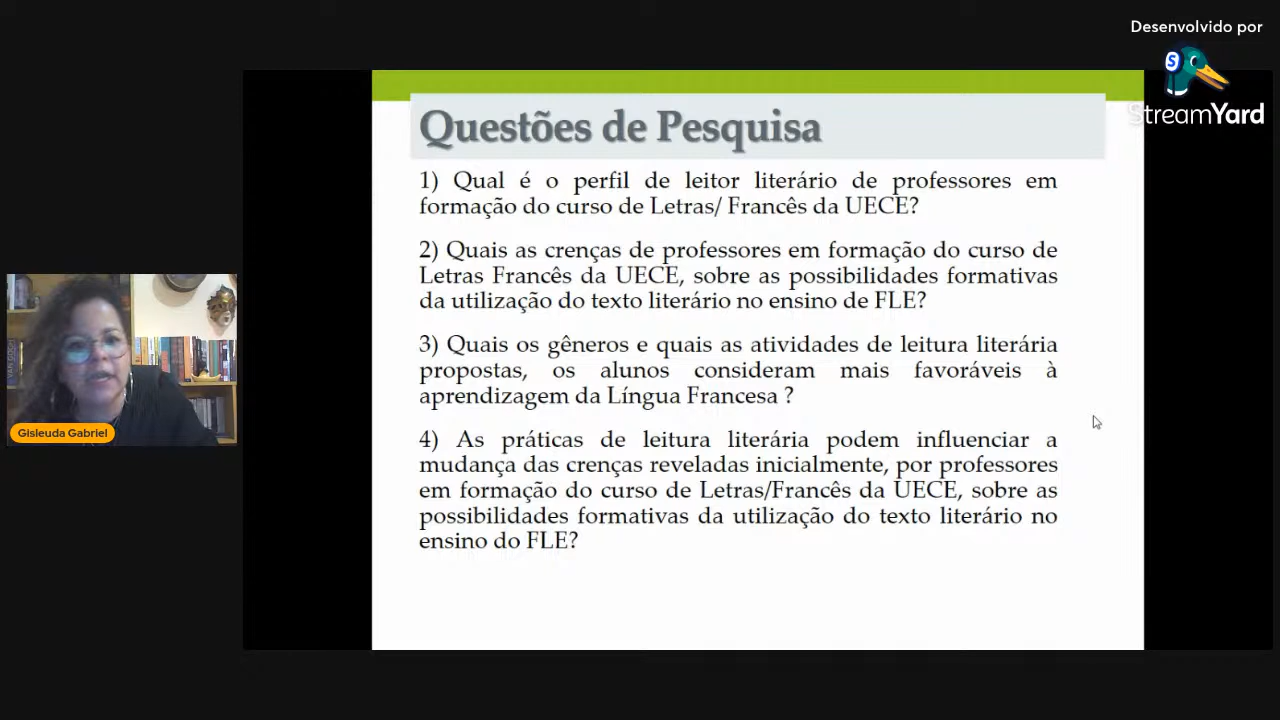 Desenvolvido por
StreamYard
Questões de Pesquisa
1) Qual é o perfil de leitor literário de professores em
formação do curso de Letras/ Francês da UECE?
2) Quais as crenças de professores em formação do curso de
Letras Francês da UECE, sobre as possibilidades formativas
da utilização do texto literário no ensino de FLE?
3) Quais os gêneros e quais as atividades de leitura literária
propostas, os alunos consideram mais favoráveis à
aprendizagem da Língua Francesa ?
4) As práticas de leitura literária podem influenciar a
mudança das crenças reveladas inicialmente, por professores
em formação do curso de Letras/Francês da UECE, sobre as
possibilidades formativas da utilização do texto literário no
ensino do FLE?
VAN GOGH
Gisleuda Gabriel